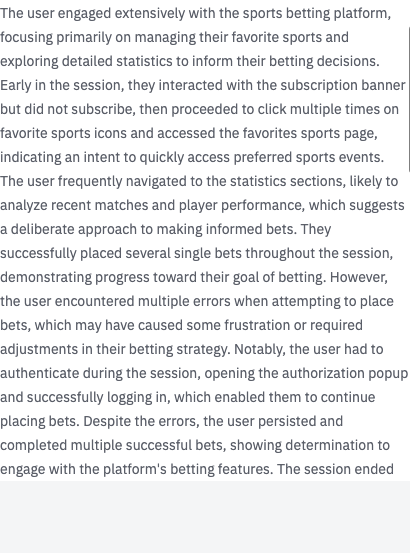 The user engaged extensively with the sports betting platform,
focusing primarily on managing their favorite sports and
exploring detailed statistics to inform their betting decisions.
Early in the session, they interacted with the subscription banner
but did not subscribe, then proceeded to click multiple times on
favorite sports icons and accessed the favorites sports page,
indicating an intent to quickly access preferred sports events.
The user frequently navigated to the statistics sections, likely to
analyze recent matches and player performance, which suggests
a deliberate approach to making informed bets. They
successfully placed several single bets throughout the session,
demonstrating progress toward their goal of betting. However,
the user encountered multiple errors when attempting to place
bets, which may have caused some frustration or required
adjustments in their betting strategy. Notably, the user had to
authenticate during the session, opening the authorization popup
and successfully logging in, which enabled them to continue
placing bets. Despite the errors, the user persisted and
completed multiple successful bets, showing determination to
engage with the platform's betting features. The session ended